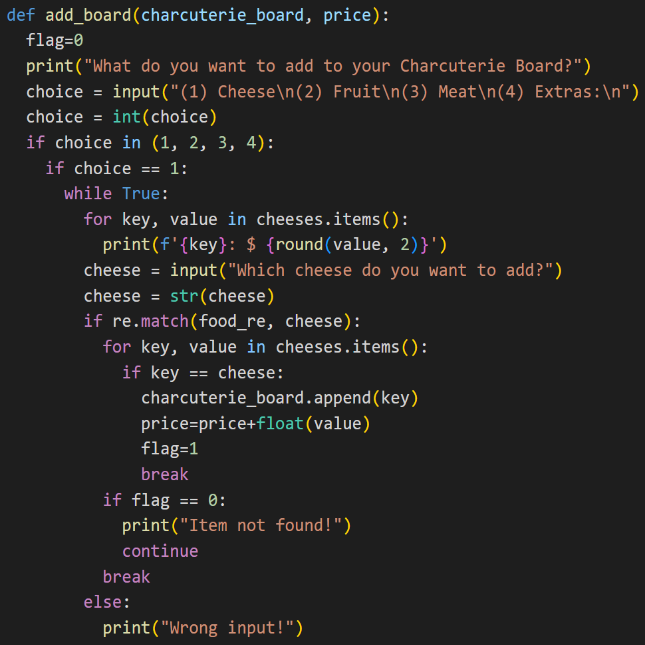 def add_board(charcuterie_board, price):
  flag=0
  print("What do you want to add to your Charcuterie Board?")
  choice = input("(1) Cheese\n(2) Fruit\n(3) Meat\n(4) Extras:\n")
  choice = int(choice)
  if choice in (1, 2, 3, 4):
    if choice == 1:
      while True:
        for key, value in cheeses.items():
          print(f'{key}: $ {round(value, 2)}')
        cheese = input("Which cheese do you want to add?")
        cheese = str(cheese)
        if re.match(food_re, cheese):
          for key, value in cheeses.items():
            if key == cheese:
              charcuterie_board.append(key)
              price=price+float(value)
              flag=1
              break
          if flag == 0:
            print("Item not found!")
            continue
          break
        else:
          print("Wrong input!")